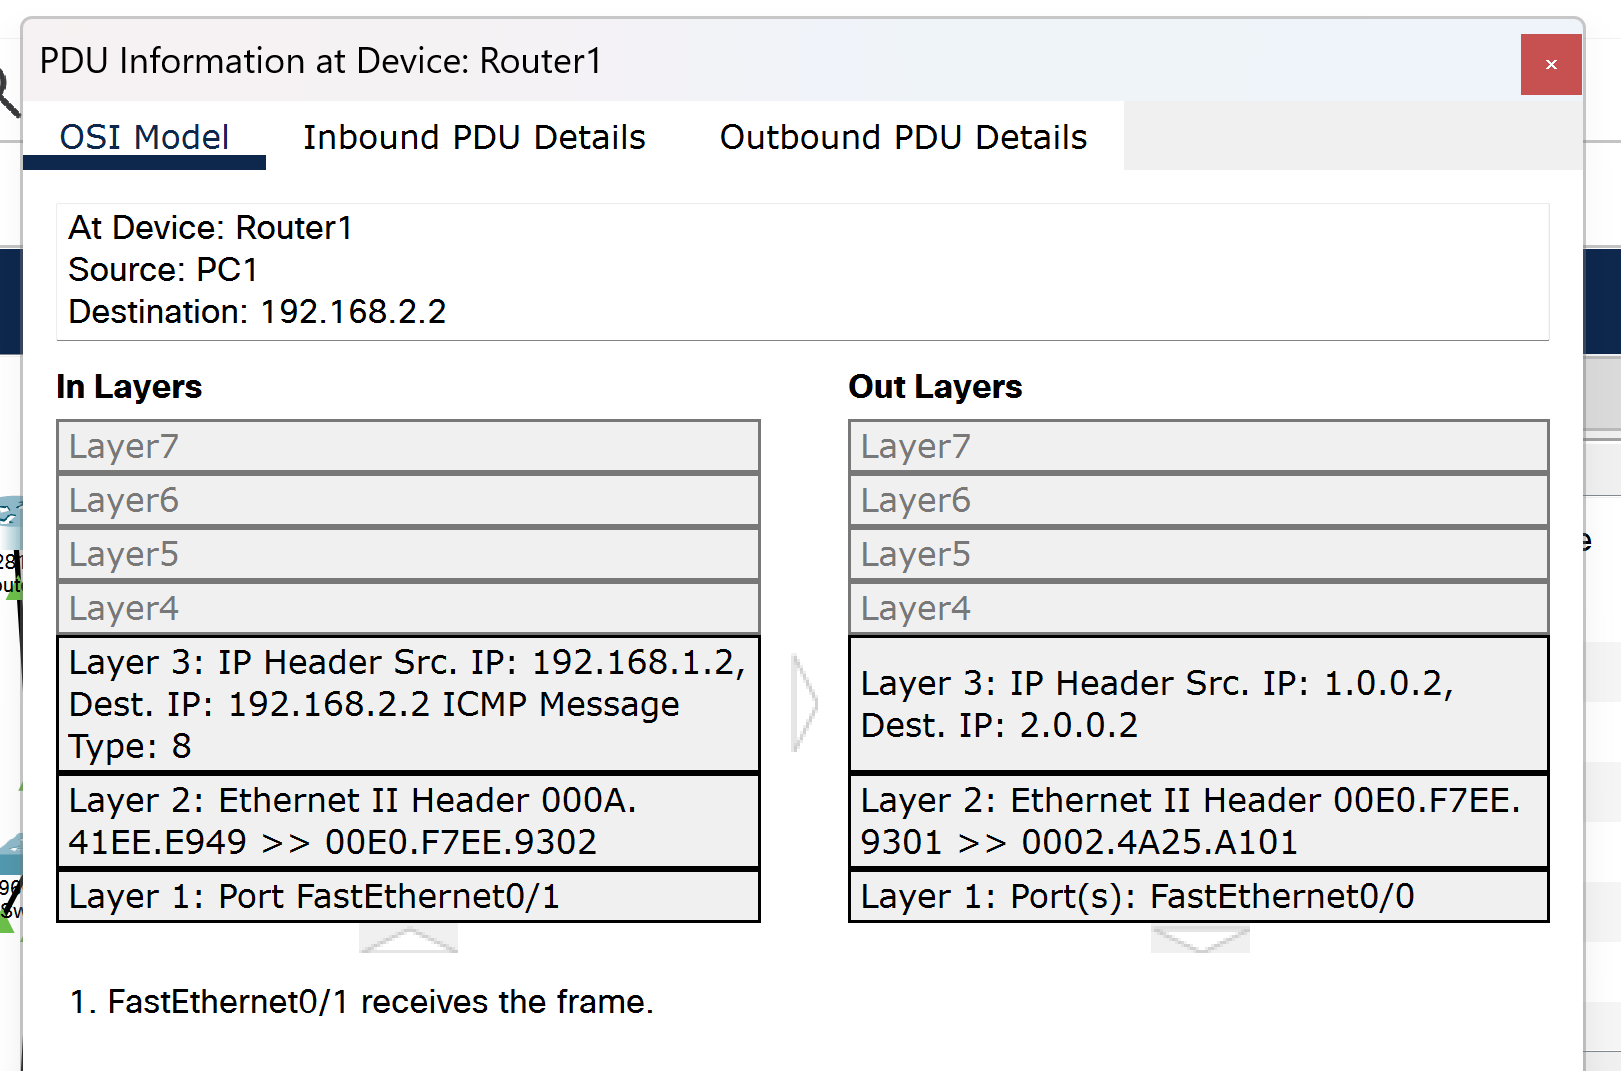 PDU Information at Device: Router1
OSI Model
Inbound PDU Details
Outbound PDU Details
At Device: Router1
Source: PC1
Destination: 192.168.2.2
In Layers
Layer7
Layer6
Layer5
Layer4
Layer 3: IP Header Src. IP: 192.168.1.2,
Dest. IP: 192.168.2.2 ICMP Message
Type: 8
Layer 2: Ethernet II Header 000A.
41EE.E949 >> 00E0.F7EE.9302
Layer 1: Port FastEthernet0/1
Out Layers
Layer7
Layer6
Layer5
Layer4
Layer 3: IP Header Src. IP: 1.0.0.2,
Dest. IP: 2.0.0.2
Layer 2: Ethernet II Header 00E0.F7EE.
9301 >> 0002.4A25.A101
Layer 1: Port(s): FastEthernet0/0
1. FastEthernet0/1 receives the frame.